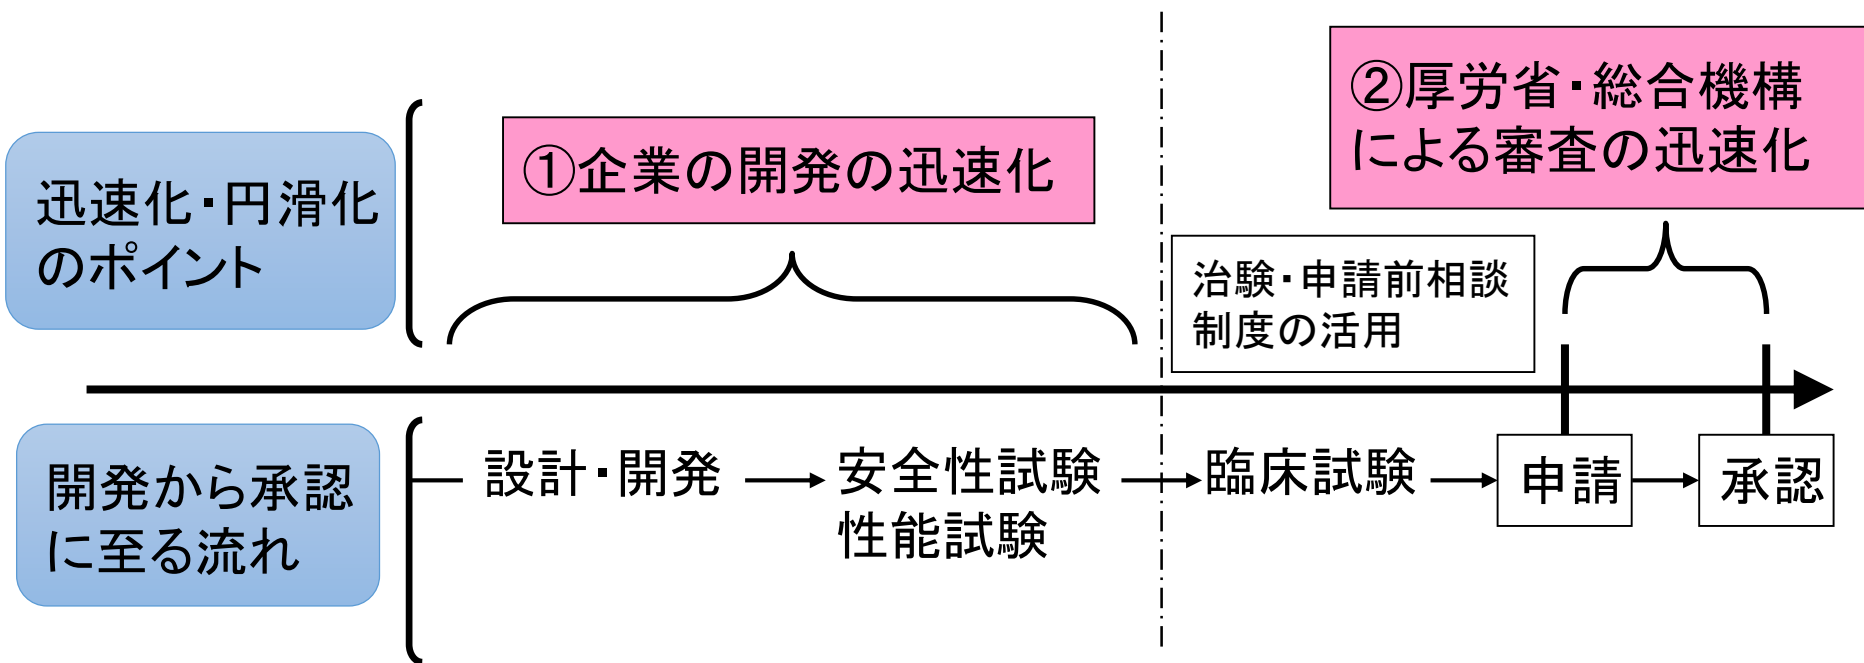 迅速化・円滑化
のポイント
①企業の開発の迅速化
②厚労省・総合機構
による審査の迅速化
治験・申請前相談
制度の活用
開発から承認
に至る流れ
設計・開発
安全性試験
性能試験
臨床試験
申請
承認